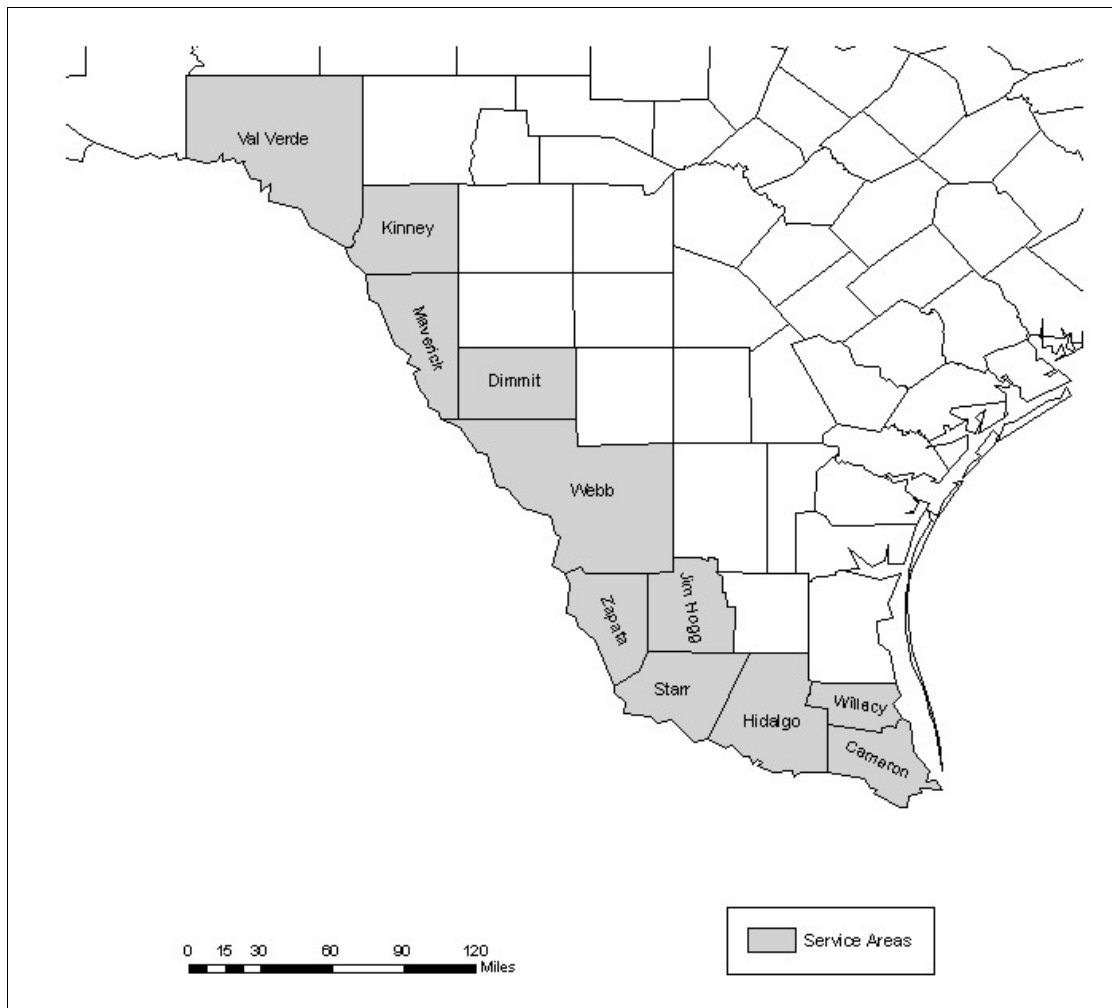 Val Verde
Kinney
Maverick
Dimmit
Webb
Zapata
Jim Hogg
Starr
Hidalgo
Willacy
Cameron
0 15 30 60 90 120
Miles
Service Areas